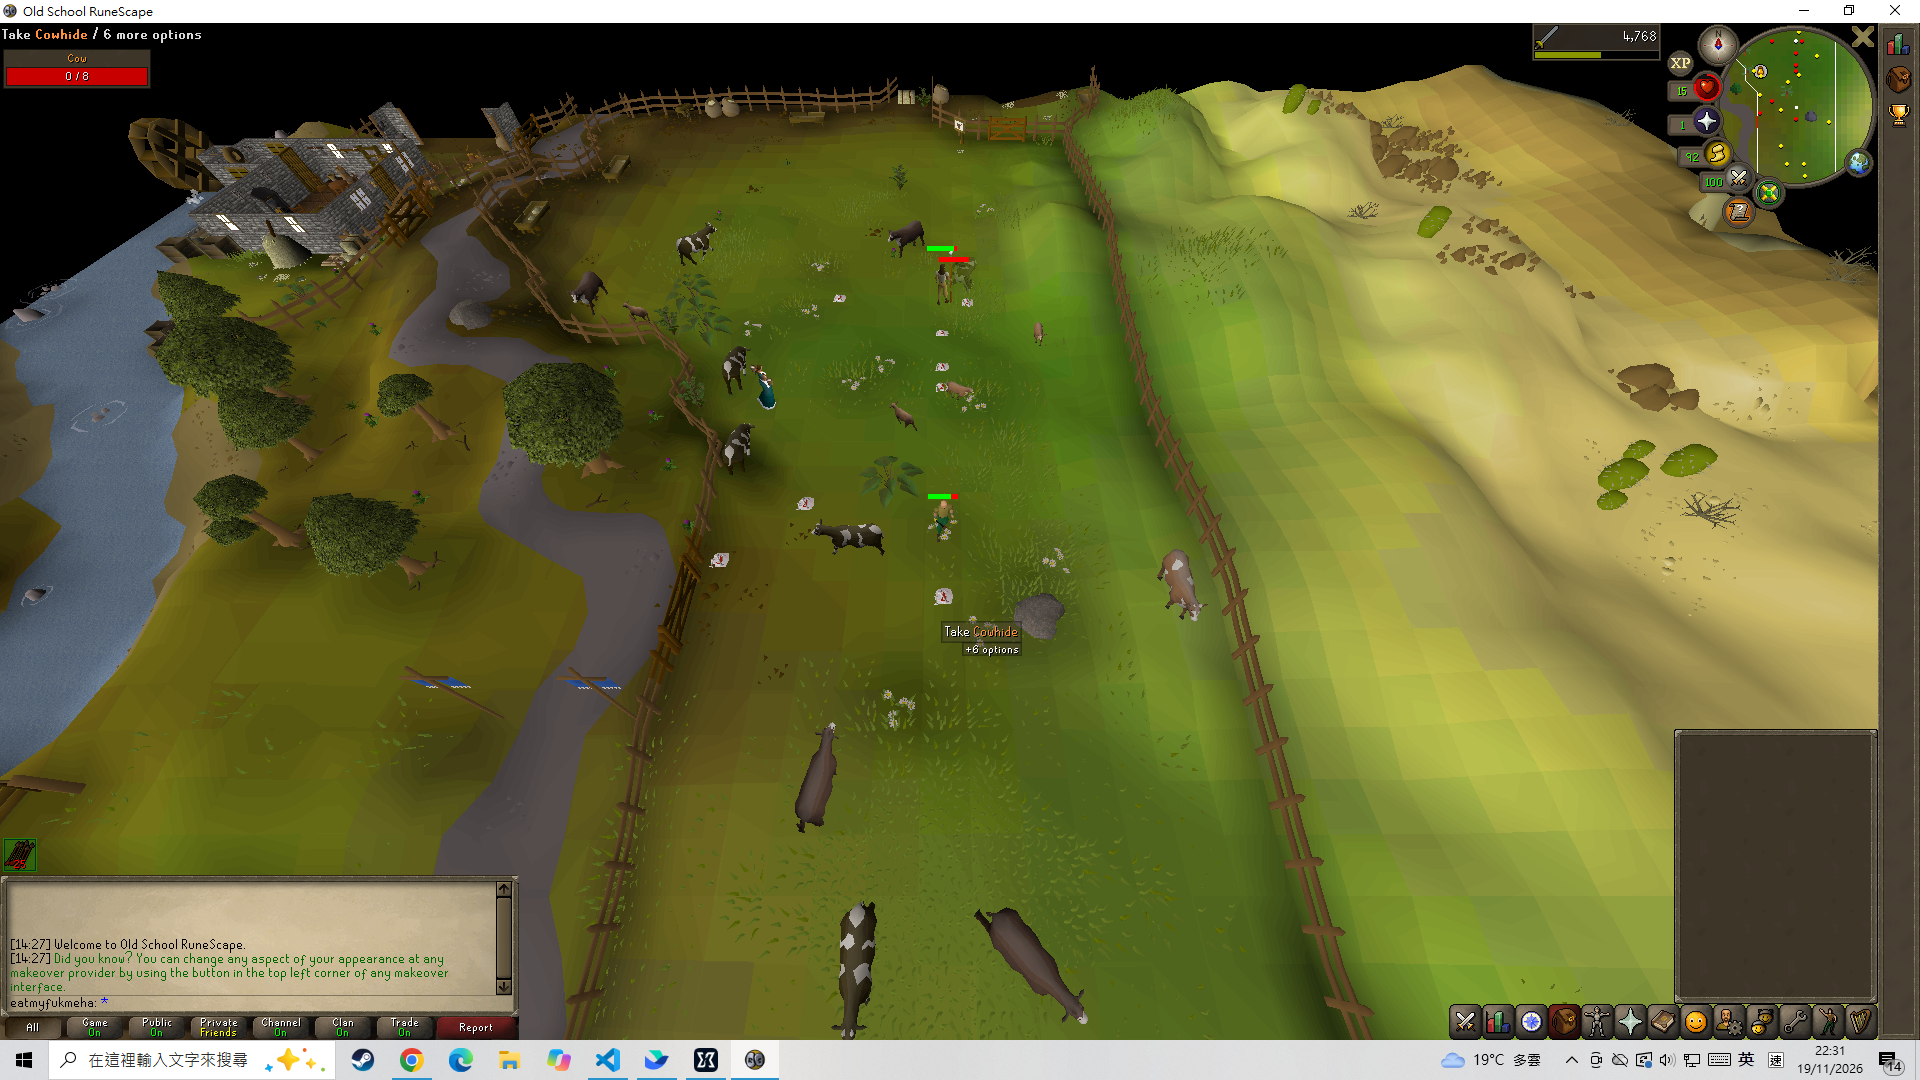 Old School RuneScape
Take Cowhide / 6 more options
Cow
0 / 8
4,768
N
XP
15
1
92
100
Take Cowhide
+6 options
25
[14:27] Welcome to Old School RuneScape.
[14:27] Did you know? You can change any aspect of your appearance at any
makeover provider by using the button in the top left corner of any makeover
interface.
eatmyfukmeha: *
All
Game
On
Public
On
Private
Friends
Channel
On
Clan
On
Trade
On
Report
在這裡輸入文字來搜尋
19°C 多雲
英
速
22:31
19/11/2026
14